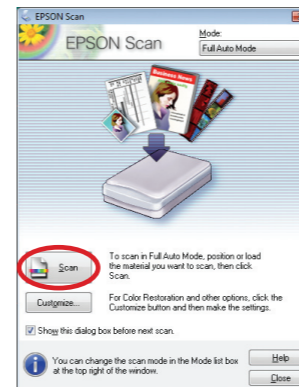 EPSON Scan
EPSON Scan
Mode:
Full Auto Mode
Business News
Scan
To scan in Full Auto Mode, position or load
the material you want to scan, then click
Scan.
Customize...
For Color Restoration and other options, click the
Customize button and then make the settings.
Show this dialog box before next scan.
You can change the scan mode in the Mode list box
at the top right of the window.
Help
Close